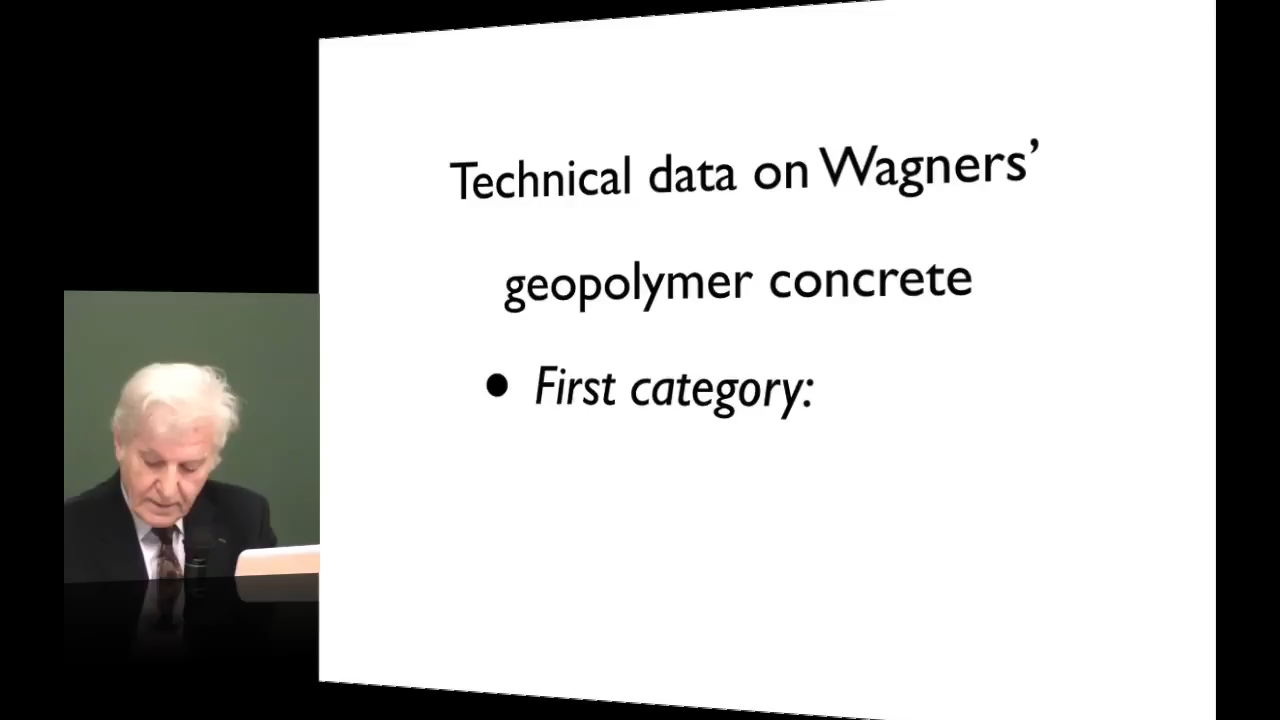 Technical data on Wagners’
geopolymer concrete
• First category: